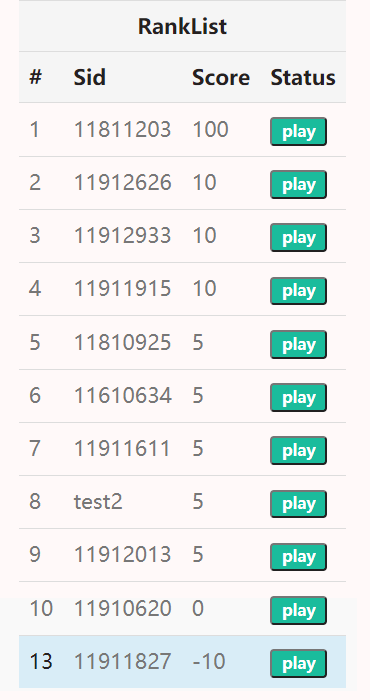 RankList
# Sid Score Status
1 11811203 100 play
2 11912626 10 play
3 11912933 10 play
4 11911915 10 play
5 11810925 5 play
6 11610634 5 play
7 11911611 5 play
8 test2 5 play
9 11912013 5 play
10 11910620 0 play
13 11911827 -10 play